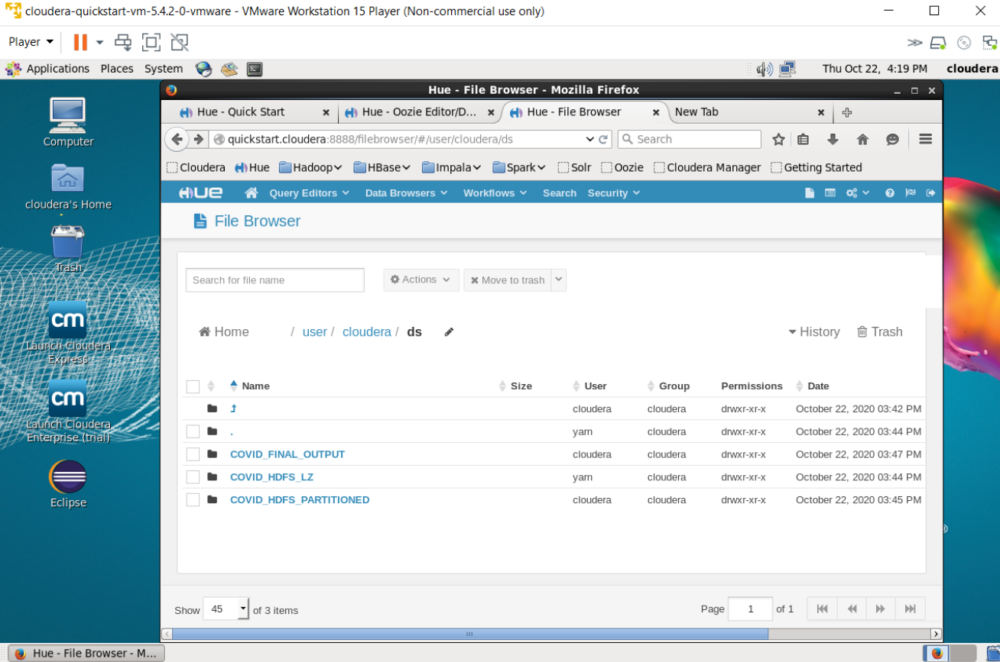 cloudera-quickstart-vm-5.4.2-0-vmware - VMware Workstation 15 Player (Non-commercial use only)
Player
Applications Places System Thu Oct 22, 4:19 PM cloudera
Hue - File Browser - Mozilla Firefox
Hue - Quick Start Hue - Oozie Editor/D... Hue - File Browser New Tab
quickstart.cloudera:8888/filebrowser/#/user/cloudera/ds Search
Cloudera Hue Hadoop HBase Impala Spark Solr Oozie Cloudera Manager Getting Started
HUE Query Editors Data Browsers Workflows Search Security
File Browser
Search for file name Actions Move to trash
Home / user / cloudera / ds History Trash
Name Size User Group Permissions Date
cloudera cloudera drwxr-xr-x October 22, 2020 03:42 PM
. yarn cloudera drwxr-xr-x October 22, 2020 03:44 PM
COVID_FINAL_OUTPUT cloudera cloudera drwxr-xr-x October 22, 2020 03:47 PM
COVID_HDFS_LZ yarn cloudera drwxr-xr-x October 22, 2020 03:44 PM
COVID_HDFS_PARTITIONED cloudera cloudera drwxr-xr-x October 22, 2020 03:45 PM
Show 45 of 3 items Page 1 of 1
Computer
cloudera's Home
Trash
cm
Launch Cloudera
Express
cm
Launch Cloudera
Enterprise (trial)
Eclipse
®
Hue - File Browser - M...